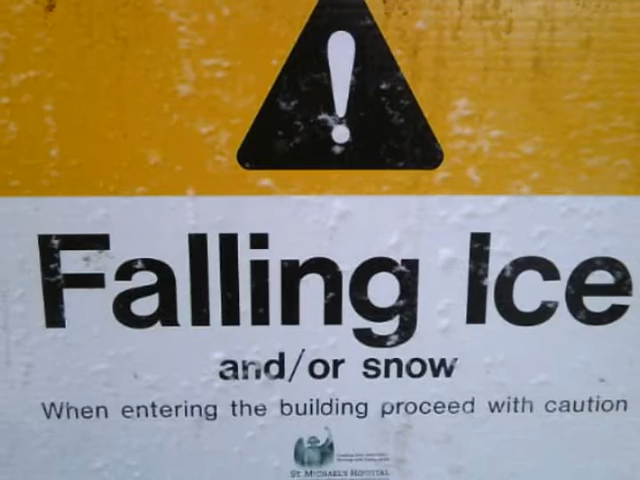 !
Falling Ice
and/or snow
When entering the building proceed with caution
ST. MICHAEL'S HOSPITAL